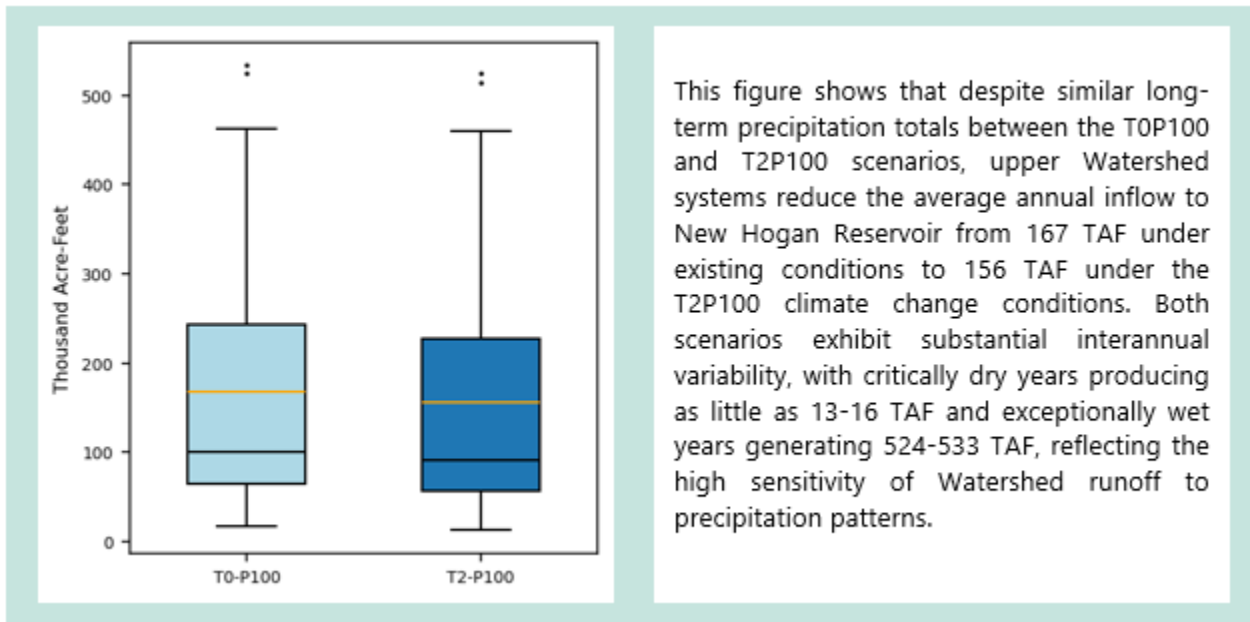 500
400
300
200
100
0
Thousand Acre-Feet
T0-P100
T2-P100
This figure shows that despite similar long-
term precipitation totals between the T0P100
and T2P100 scenarios, upper Watershed
systems reduce the average annual inflow to
New Hogan Reservoir from 167 TAF under
existing conditions to 156 TAF under the
T2P100 climate change conditions. Both
scenarios exhibit substantial interannual
variability, with critically dry years producing
as little as 13-16 TAF and exceptionally wet
years generating 524-533 TAF, reflecting the
high sensitivity of Watershed runoff to
precipitation patterns.